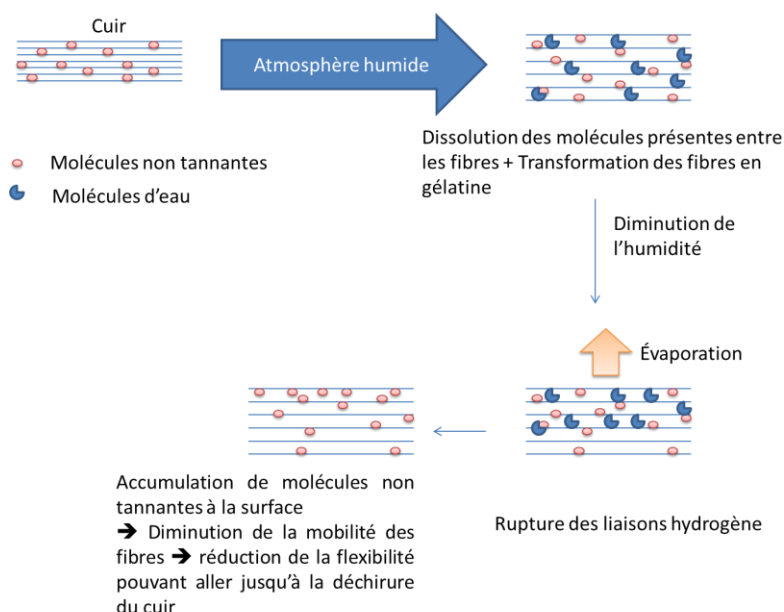 Cuir
Atmosphère humide
Molécules non tannantes
Molécules d'eau
Dissolution des molécules présentes entre
les fibres + Transformation des fibres en
gélatine
Diminution de
l'humidité
Évaporation
Rupture des liaisons hydrogène
Accumulation de molécules non
tannantes à la surface
➔ Diminution de la mobilité des
fibres ➔ réduction de la flexibilité
pouvant aller jusqu'à la déchirure
du cuir